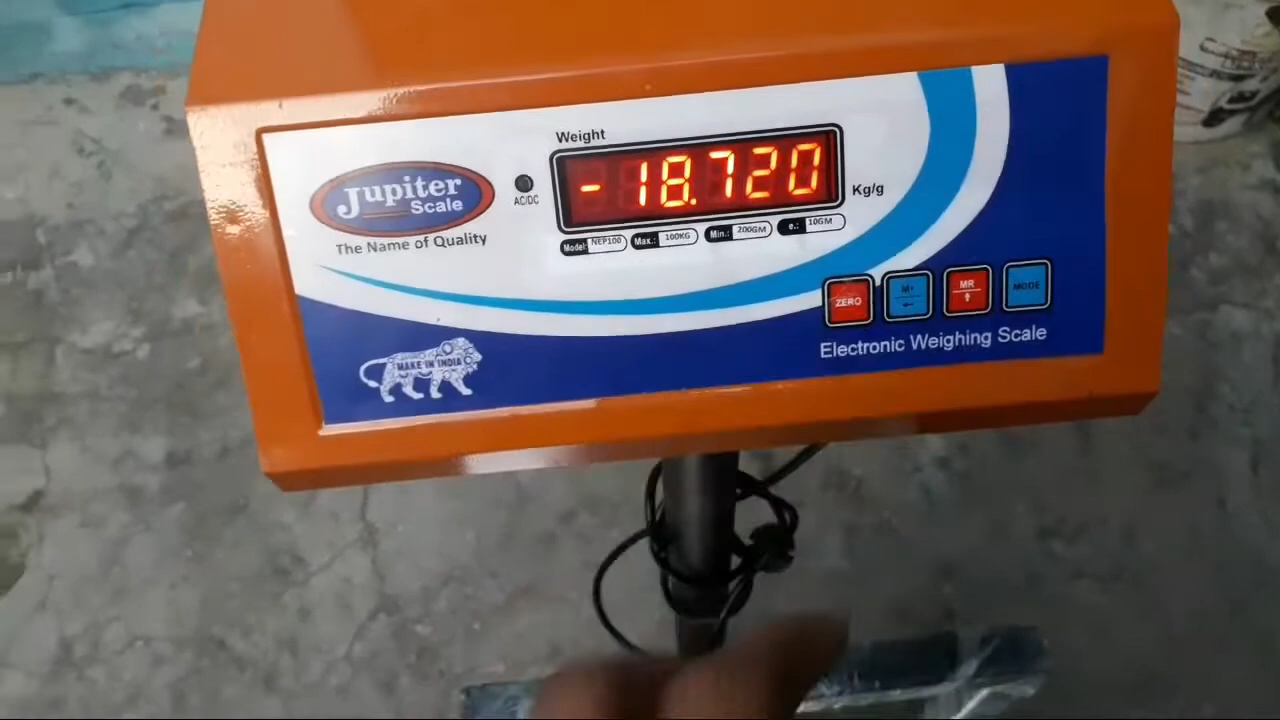 Weight
-18.720
Kg/g
AC/DC
Jupiter
Scale
The Name of Quality
Model: NEP100 Max.: 100KG Min.: 200GM e.: 10GM
ZERO M+ MR MODE
Electronic Weighing Scale
MAKE IN INDIA